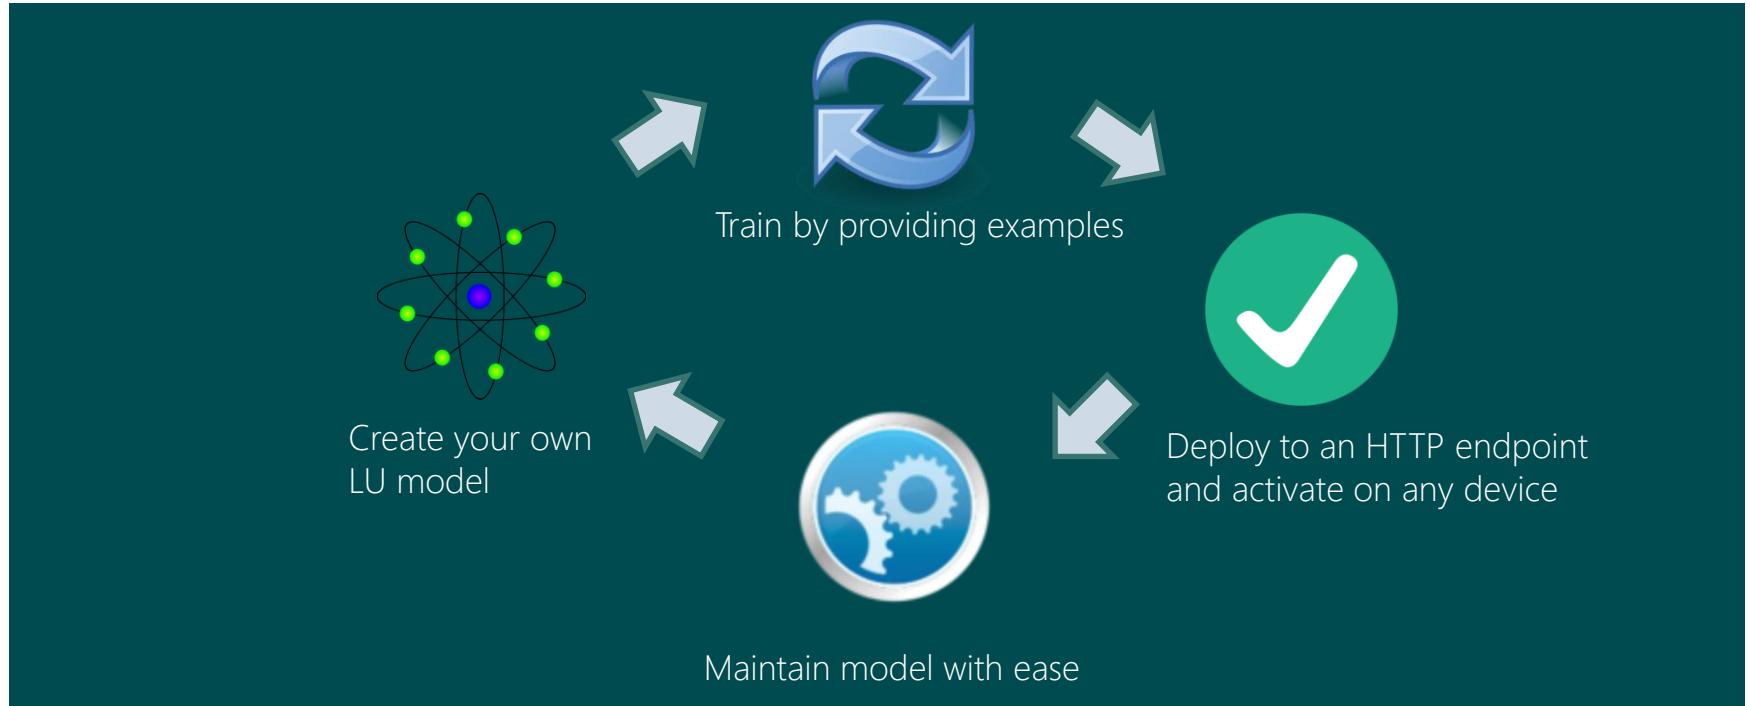 Train by providing examples
Create your own
LU model
Deploy to an HTTP endpoint
and activate on any device
Maintain model with ease